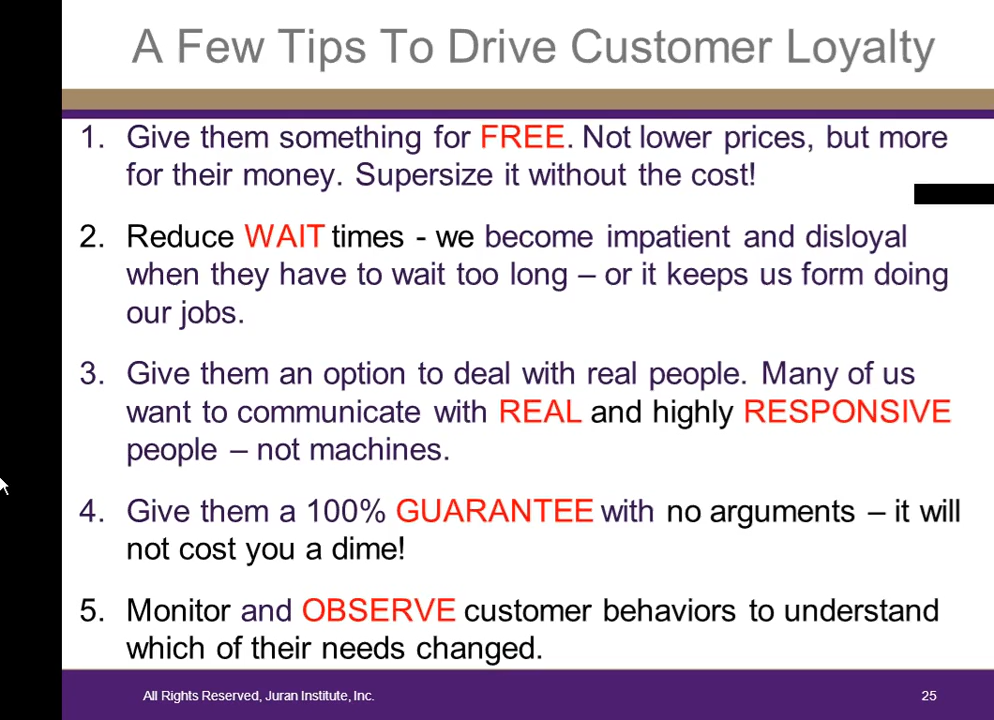 A Few Tips To Drive Customer Loyalty
1. Give them something for FREE. Not lower prices, but more
for their money. Supersize it without the cost!
2. Reduce WAIT times - we become impatient and disloyal
when they have to wait too long – or it keeps us form doing
our jobs.
3. Give them an option to deal with real people. Many of us
want to communicate with REAL and highly RESPONSIVE
people – not machines.
4. Give them a 100% GUARANTEE with no arguments – it will
not cost you a dime!
5. Monitor and OBSERVE customer behaviors to understand
which of their needs changed.
All Rights Reserved, Juran Institute, Inc.
25